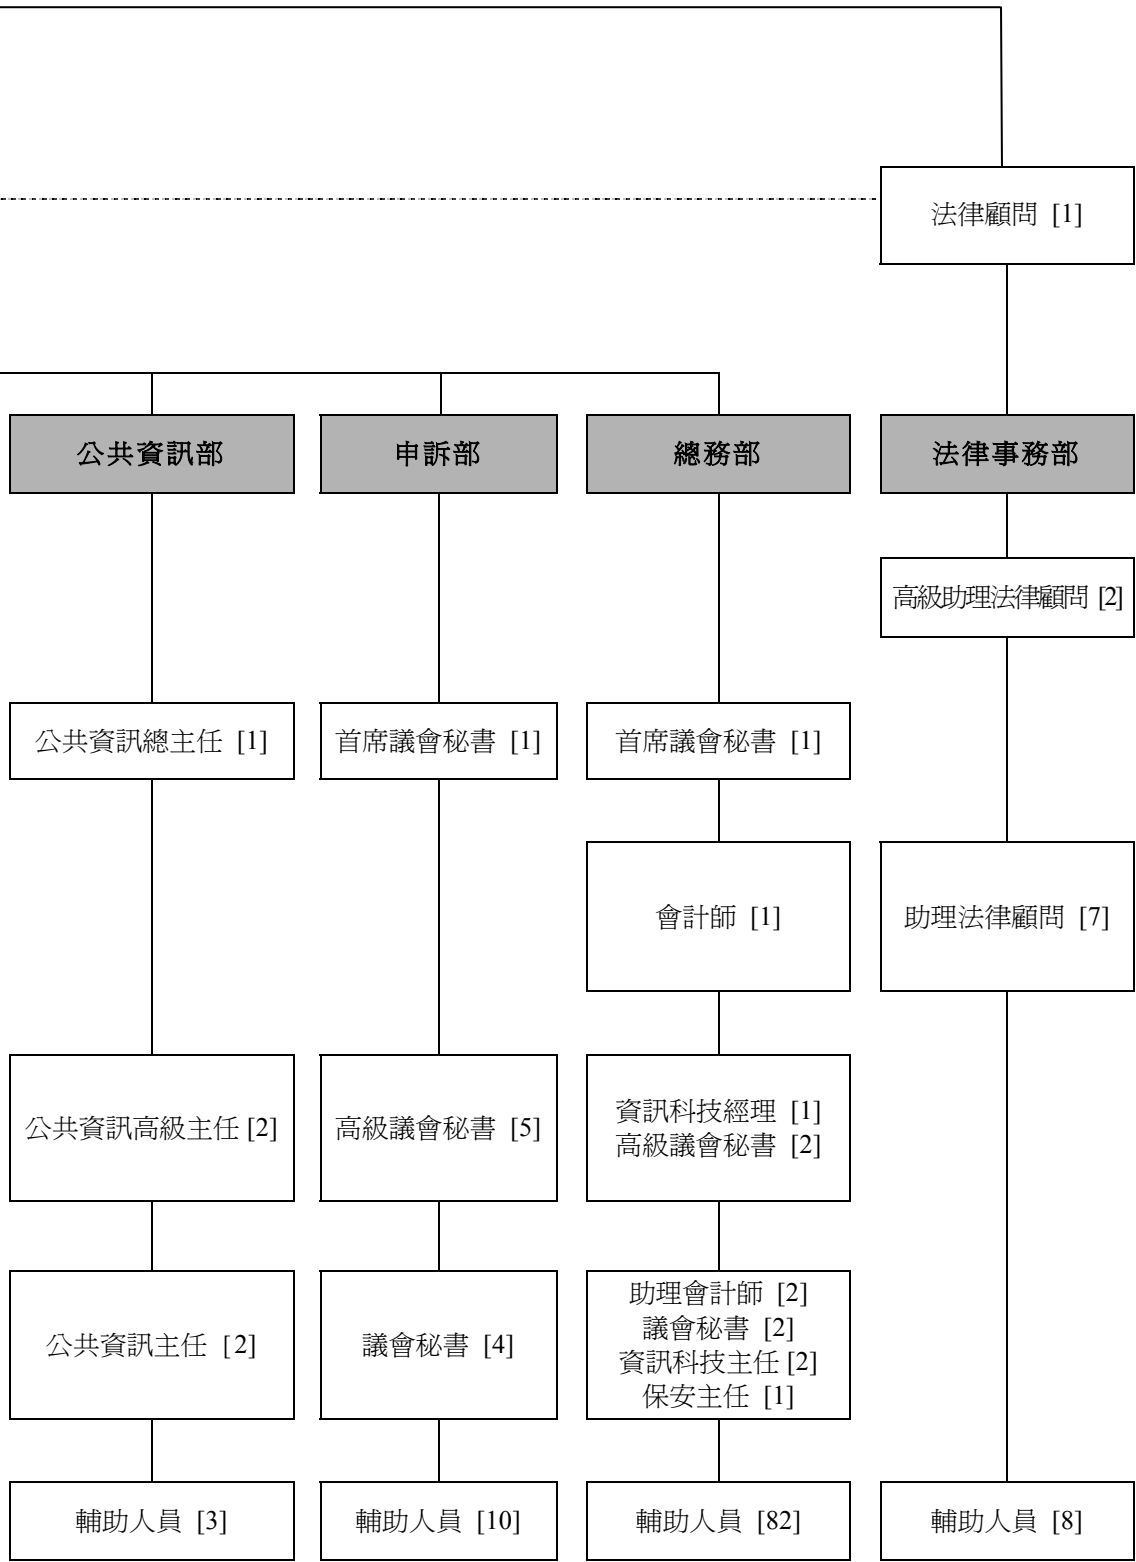 法律顧問 [1]
公共資訊部
申訴部
總務部
法律事務部
高級助理法律顧問 [2]
公共資訊總主任 [1]
首席議會秘書 [1]
首席議會秘書 [1]
會計師 [1]
助理法律顧問 [7]
公共資訊高級主任 [2]
高級議會秘書 [5]
資訊科技經理 [1]
高級議會秘書 [2]
公共資訊主任 [2]
議會秘書 [4]
助理會計師 [2]
議會秘書 [2]
資訊科技主任 [2]
保安主任 [1]
輔助人員 [3]
輔助人員 [10]
輔助人員 [82]
輔助人員 [8]